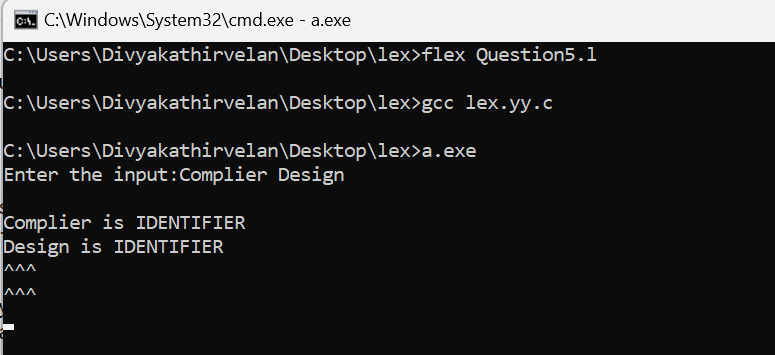 C:\Windows\System32\cmd.exe - a.exe
C:\Users\Divyakathirvelan\Desktop\lex>flex Question5.l
C:\Users\Divyakathirvelan\Desktop\lex>gcc lex.yy.c
C:\Users\Divyakathirvelan\Desktop\lex>a.exe
Enter the input:Complier Design
Complier is IDENTIFIER
Design is IDENTIFIER
^^^
^^^